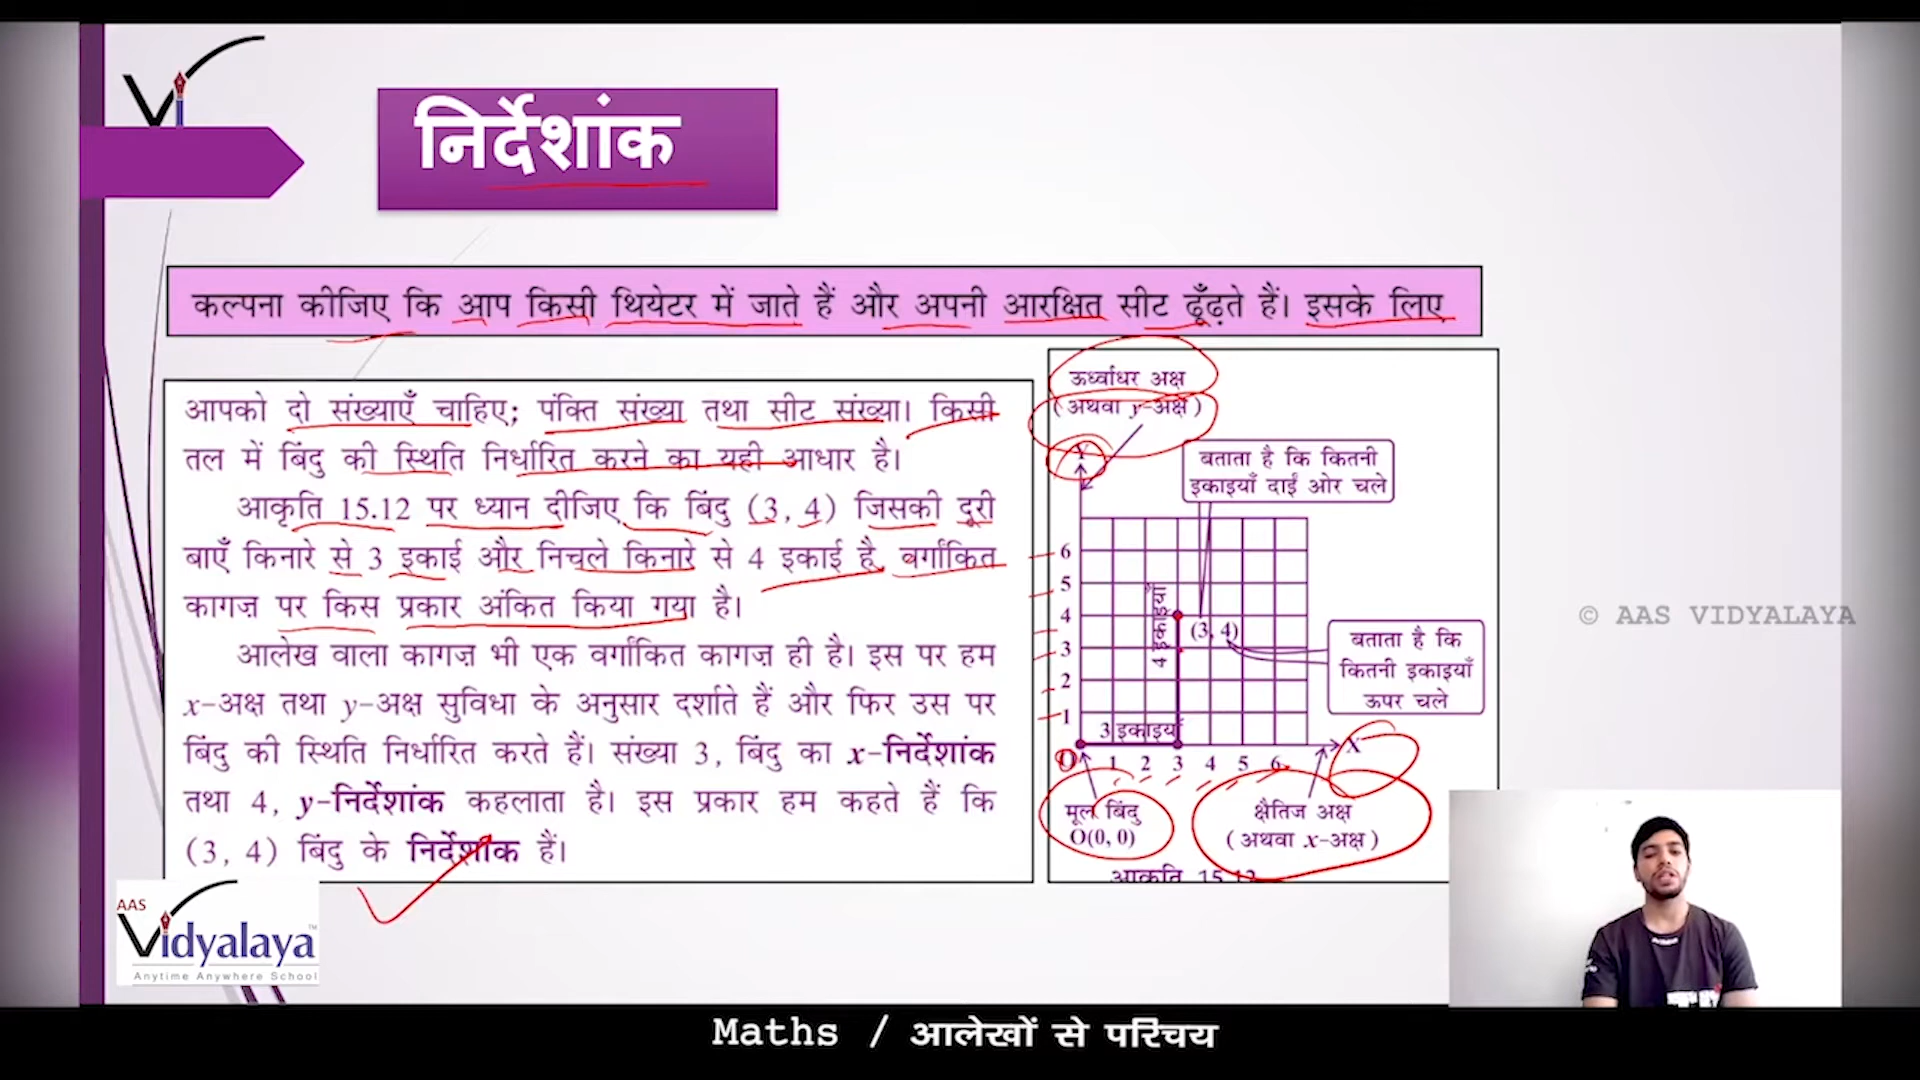 निर्देशांक
कल्पना कीजिए कि आप किसी थियेटर में जाते हैं और अपनी आरक्षित सीट ढूँढ़ते हैं। इसके लिए
आपको दो संख्याएँ चाहिए; पंक्ति संख्या तथा सीट संख्या। किसी
तल में बिंदु की स्थिति निर्धारित करने का यही आधार है।
आकृति 15.12 पर ध्यान दीजिए कि बिंदु (3, 4) जिसकी दूरी
बाएँ किनारे से 3 इकाई और निचले किनारे से 4 इकाई है, वर्गांकित
कागज़ पर किस प्रकार अंकित किया गया है।
आलेख वाला कागज़ भी एक वर्गांकित कागज़ ही है। इस पर हम
x-अक्ष तथा y-अक्ष सुविधा के अनुसार दर्शाते हैं और फिर उस पर
बिंदु की स्थिति निर्धारित करते हैं। संख्या 3, बिंदु का x-निर्देशांक
तथा 4, y-निर्देशांक कहलाता है। इस प्रकार हम कहते हैं कि
(3, 4) बिंदु के निर्देशांक हैं।
ऊर्ध्वाधर अक्ष
(अथवा y-अक्ष)
Y
बताता है कि कितनी
इकाइयाँ दाईं ओर चले
6
5
4
3
2
1
4 इकाइयाँ
(3, 4)
बताता है कि
कितनी इकाइयाँ
ऊपर चले
3 इकाइयाँ
X
O 1 2 3 4 5 6
मूल बिंदु
O(0, 0)
क्षैतिज अक्ष
(अथवा x-अक्ष)
आकृति 15.12
© AAS VIDYALAYA
AAS
Vidyalaya
TM
Anytime Anywhere School
Maths / आलेखों से परिचय